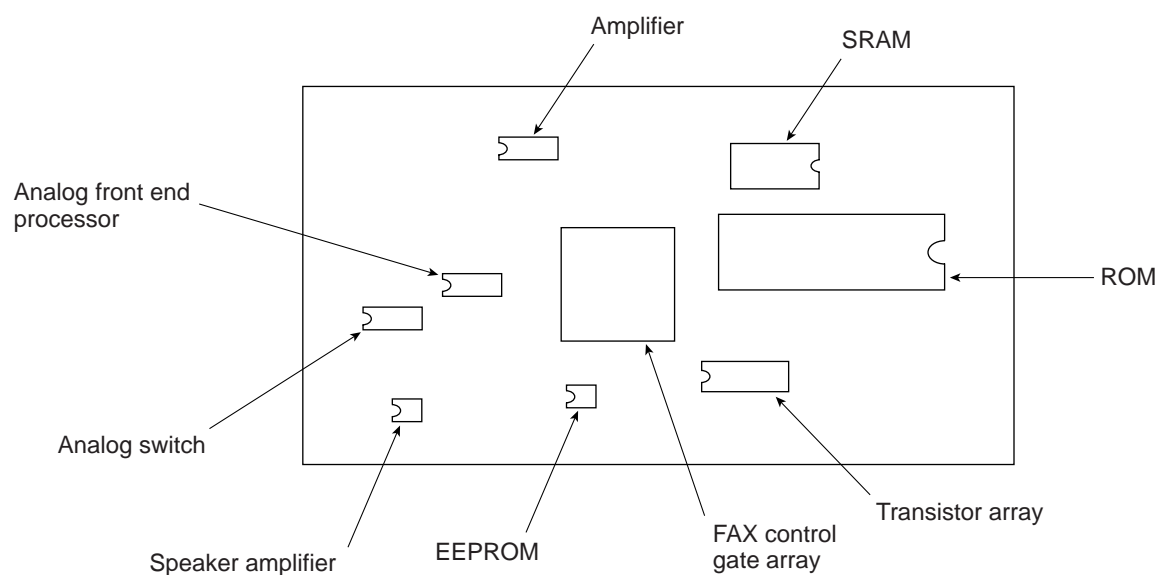 Amplifier
SRAM
Analog front end
processor
ROM
Analog switch
Transistor array
FAX control
gate array
EEPROM
Speaker amplifier